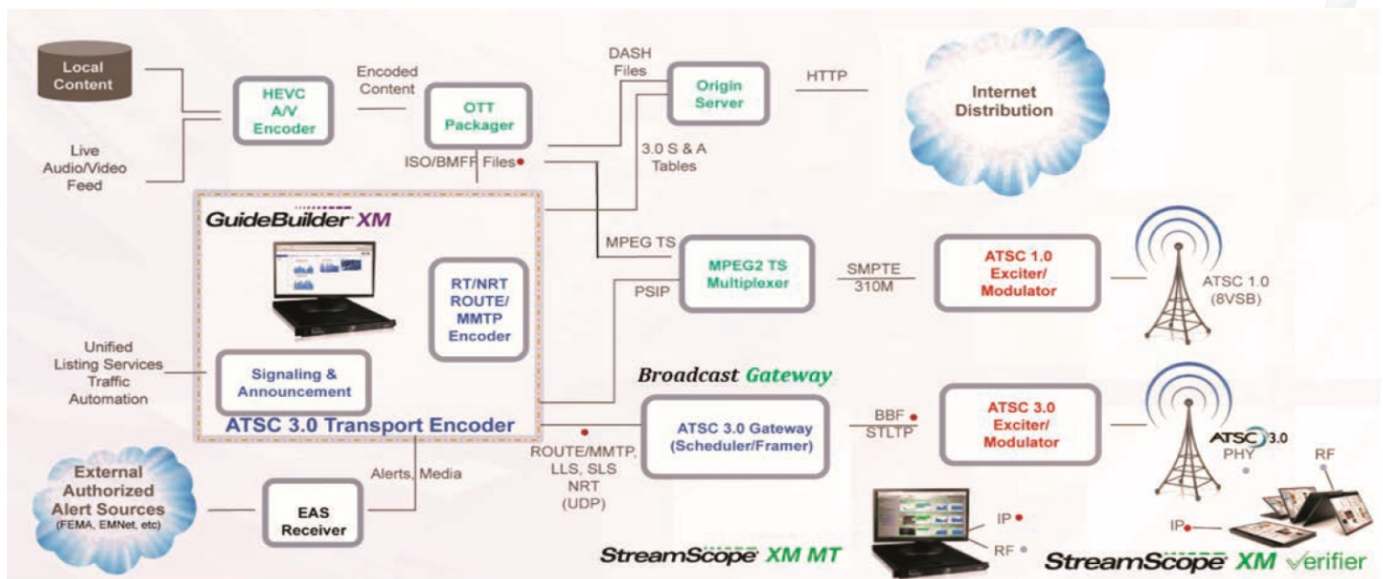 Local
Content
Live
Audio/Video
Feed
HEVC
A/V
Encoder
Encoded
Content
OTT
Packager
ISO/BMFF Files
DASH
Files
Origin
Server
3.0 S & A
Tables
HTTP
Internet
Distribution
GuideBuilder XM
RT/NRT
ROUTE/
MMTP
Encoder
Signaling &
Announcement
ATSC 3.0 Transport Encoder
Unified
Listing Services
Traffic
Automation
MPEG TS
PSIP
MPEG2 TS
Multiplexer
SMPTE
310M
ATSC 1.0
Exciter/
Modulator
ATSC 1.0
(8VSB)
Broadcast Gateway
ATSC 3.0 Gateway
(Scheduler/Framer)
BBF
STLTP
ATSC 3.0
Exciter/
Modulator
ATSC 3.0
PHY
RF
IP
External
Authorized
Alert Sources
(FEMA, EMNet, etc)
EAS
Receiver
Alerts, Media
ROUTE/MMTP,
LLS, SLS
NRT
(UDP)
IP
RF
StreamScope XM MT
StreamScope XM Verifier